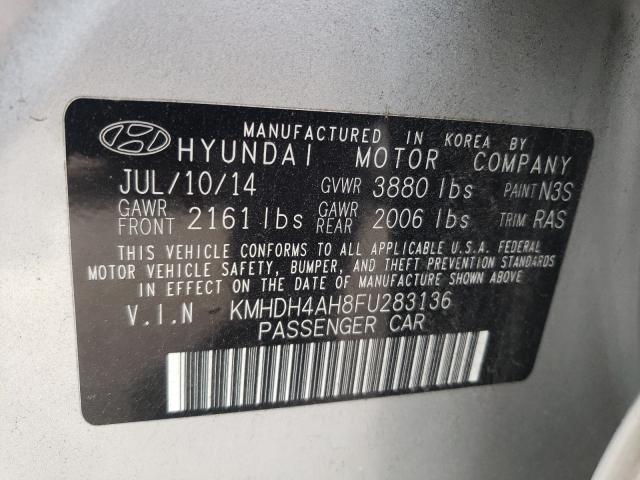 MANUFACTURED IN KOREA BY
HYUNDAI MOTOR COMPANY
JUL/10/14 GVWR 3880 lbs PAINT N3S
GAWR FRONT 2161 lbs GAWR REAR 2006 lbs TRIM RAS
THIS VEHICLE CONFORMS TO ALL APPLICABLE U.S.A. FEDERAL
MOTOR VEHICLE SAFETY, BUMPER, AND THEFT PREVENTION STANDARDS
IN EFFECT ON THE DATE OF MANUFACTURE SHOWN ABOVE.
V.I.N KMHDH4AH8FU283136
PASSENGER CAR